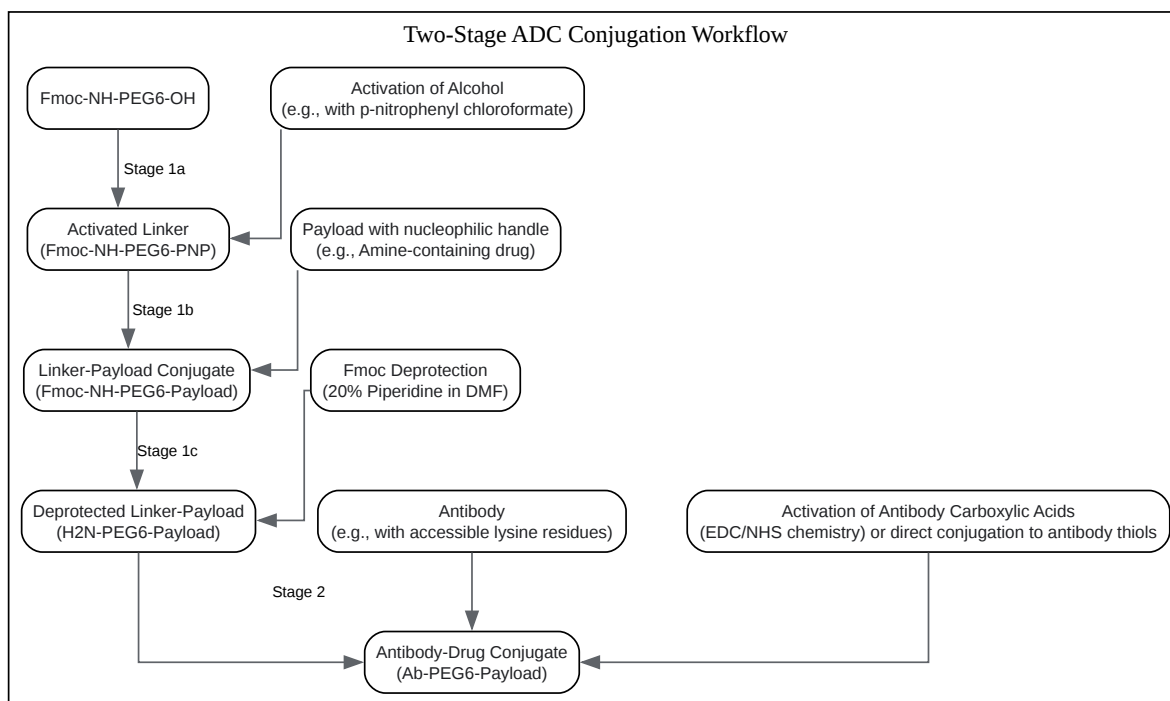 Two-Stage ADC Conjugation Workflow
Fmoc-NH-PEG6-OH
Activation of Alcohol
(e.g., with p-nitrophenyl chloroformate)
Stage 1a
Activated Linker
(Fmoc-NH-PEG6-PNP)
Payload with nucleophilic handle
(e.g., Amine-containing drug)
Stage 1b
Linker-Payload Conjugate
(Fmoc-NH-PEG6-Payload)
Fmoc Deprotection
(20% Piperidine in DMF)
Stage 1c
Deprotected Linker-Payload
(H2N-PEG6-Payload)
Antibody
(e.g., with accessible lysine residues)
Activation of Antibody Carboxylic Acids
(EDC/NHS chemistry) or direct conjugation to antibody thiols
Stage 2
Antibody-Drug Conjugate
(Ab-PEG6-Payload)